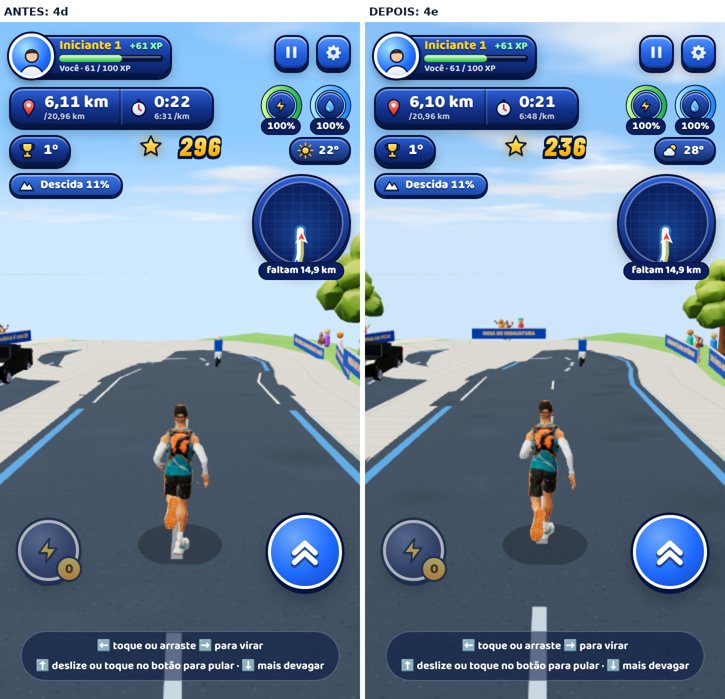 ANTES: 4d
Iniciante 1 +61 XP
Você · 61 / 100 XP
6,11 km
/20,96 km
0:22
6:31 /km
100%
100%
1°
296
22°
Descida 11%
faltam 14,9 km
0
⬅ toque ou arraste ➡ para virar
⬆ deslize ou toque no botão para pular · ⬇ mais devagar
DEPOIS: 4e
Iniciante 1 +61 XP
Você · 61 / 100 XP
6,10 km
/20,96 km
0:21
6:48 /km
100%
100%
1°
236
28°
Descida 11%
faltam 14,9 km
MEIA DE INDAIATUBA
0
⬅ toque ou arraste ➡ para virar
⬆ deslize ou toque no botão para pular · ⬇ mais devagar